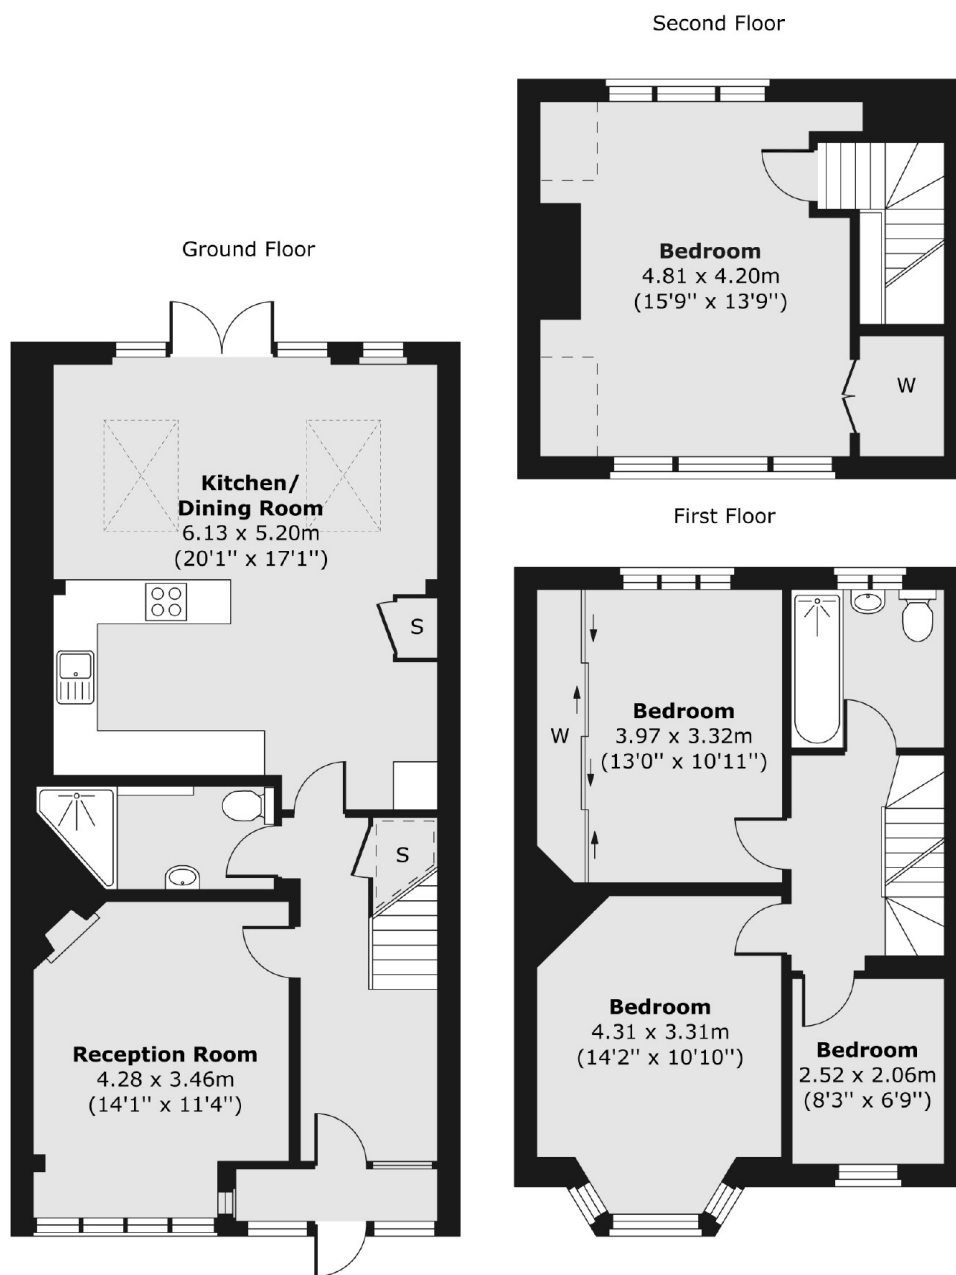 Second Floor
Bedroom
4.81 x 4.20m
(15'9" x 13'9")
W
Ground Floor
Kitchen/
Dining Room
6.13 x 5.20m
(20'1" x 17'1")
S
S
Reception Room
4.28 x 3.46m
(14'1" x 11'4")
First Floor
W
Bedroom
3.97 x 3.32m
(13'0" x 10'11")
Bedroom
4.31 x 3.31m
(14'2" x 10'10")
Bedroom
2.52 x 2.06m
(8'3" x 6'9")